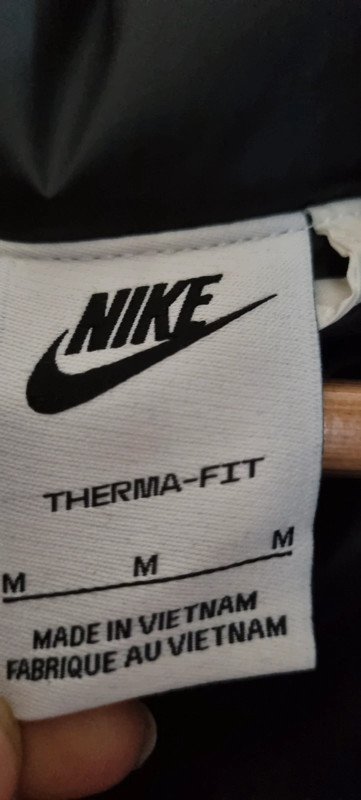 NIKE
THERMA-FIT
M M M
MADE IN VIETNAM
FABRIQUE AU VIETNAM